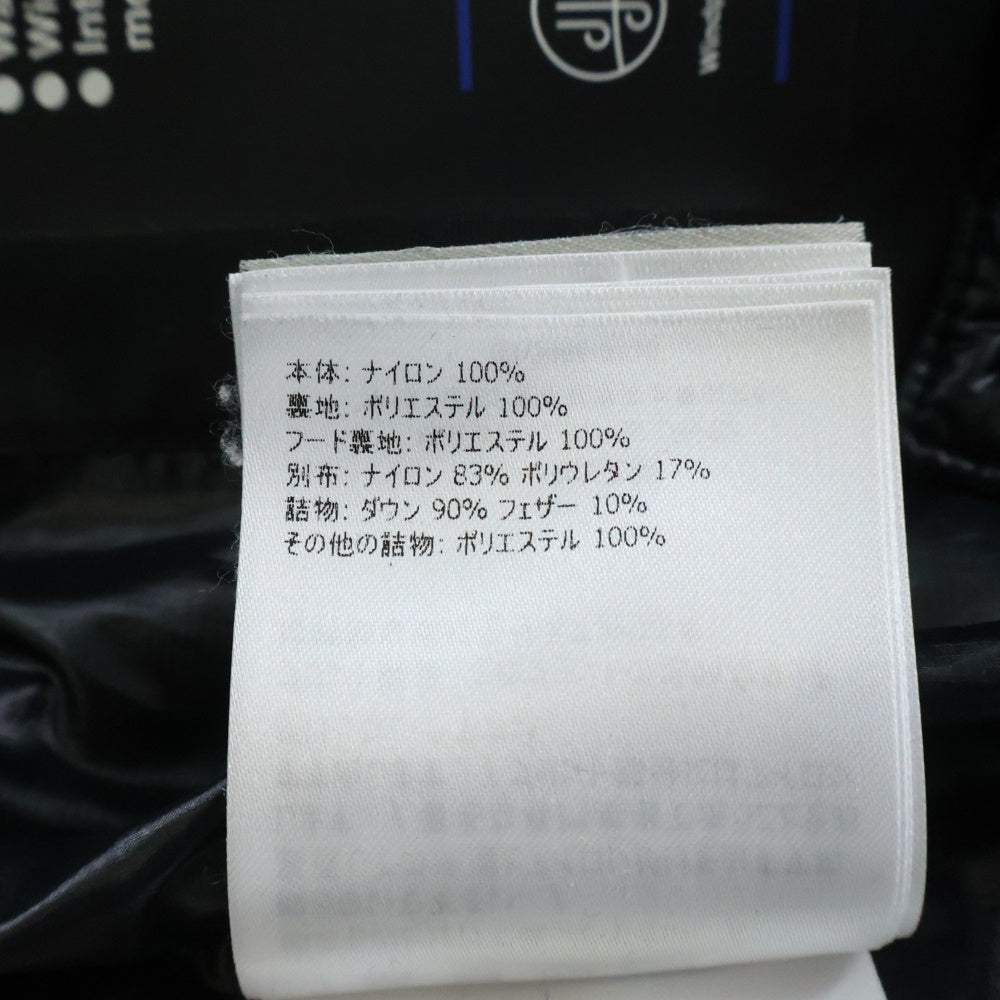 Wi
Int
m
Windp
本体: ナイロン 100%
裏地: ポリエステル 100%
フード裏地: ポリエステル 100%
別布: ナイロン 83% ポリウレタン 17%
詰物: ダウン 90% フェザー 10%
その他の詰物: ポリエステル 100%